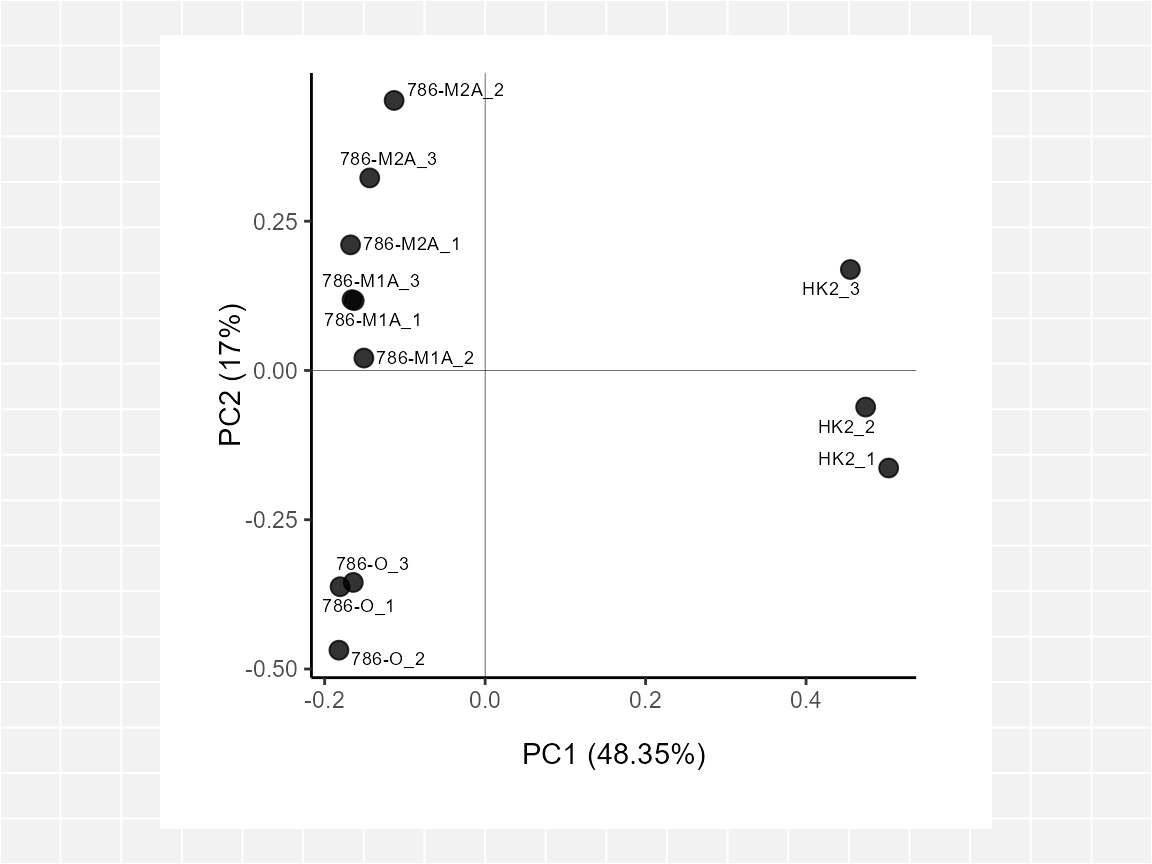 786-M2A_2
786-M2A_3
0.25
786-M2A_1
786-M1A_3
HK2_3
786-M1A_1
786-M1A_2
0.00
PC2 (17%)
HK2_2
HK2_1
-0.25
786-O_3
786-O_1
786-O_2
-0.50
-0.2 0.0 0.2 0.4
PC1 (48.35%)